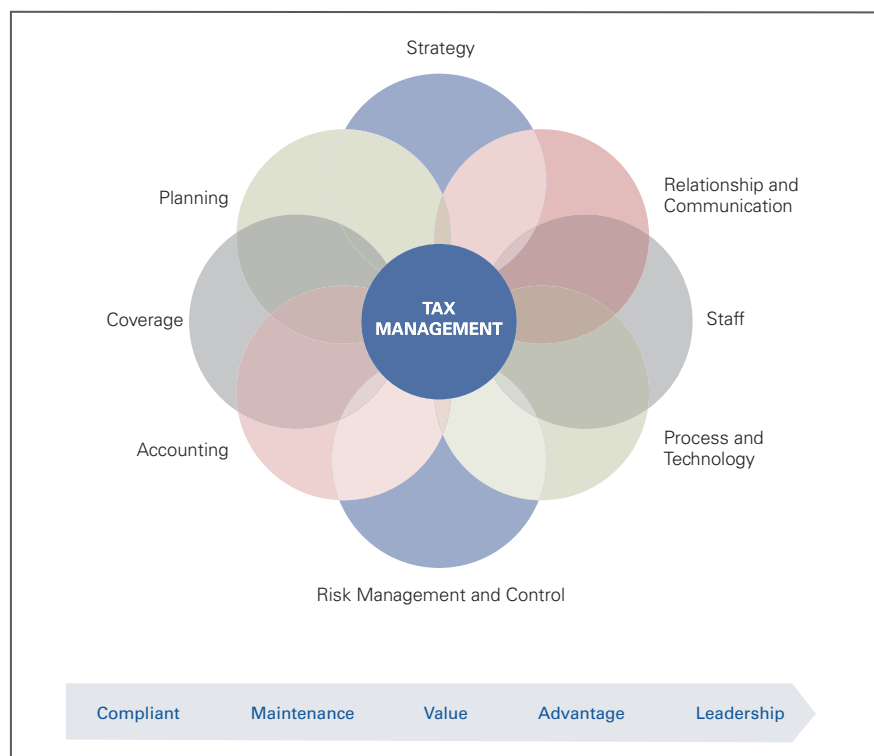 Strategy
Relationship and
Communication
Planning
TAX
MANAGEMENT
Staff
Coverage
Process and
Technology
Accounting
Risk Management and Control
Compliant Maintenance Value Advantage Leadership